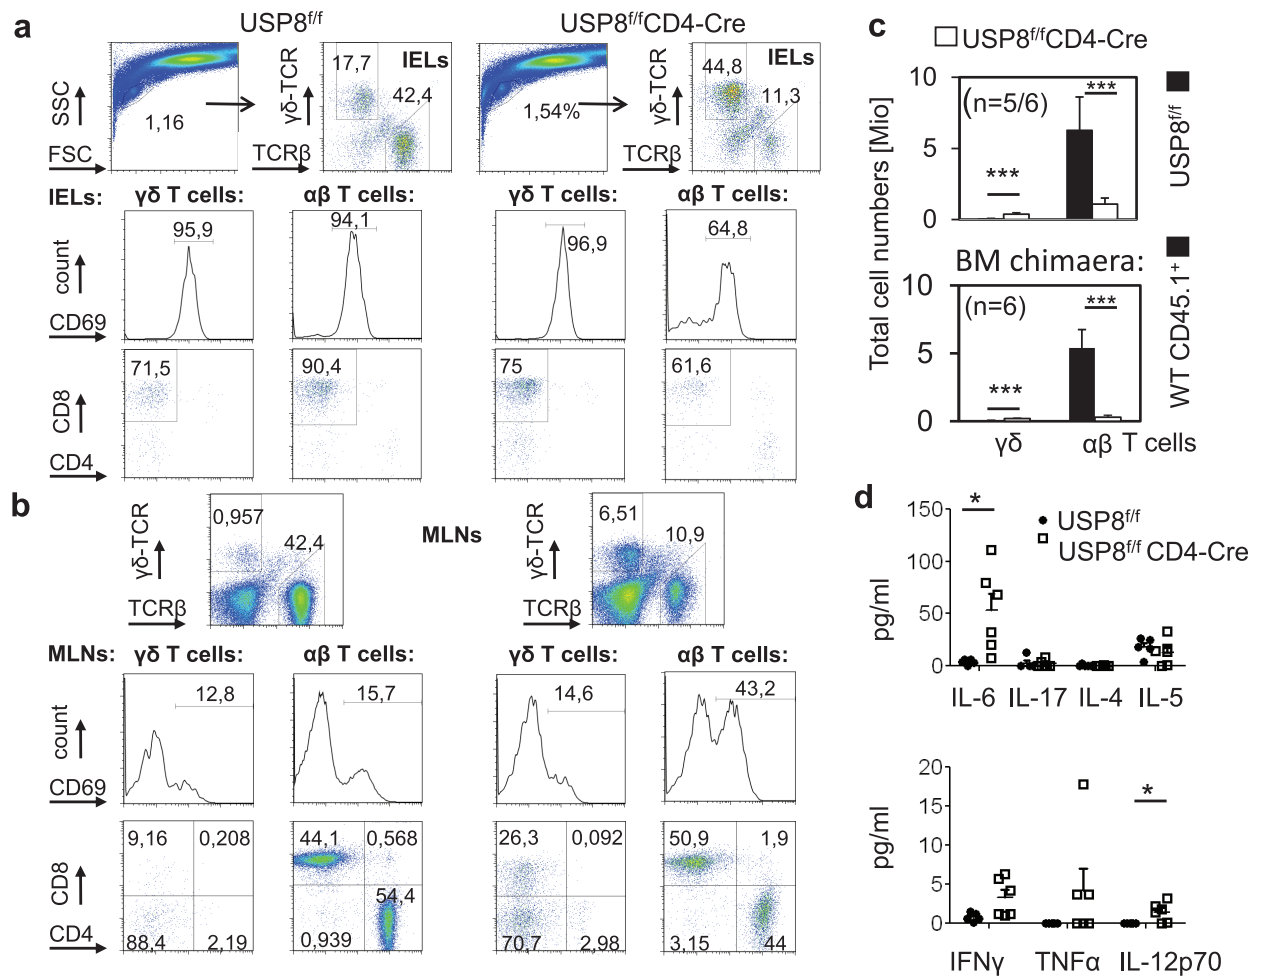 a
USP8f/f
USP8f/fCD4-Cre
SSC
FSC
1,16
γδ-TCR
TCRβ
IELs
17,7
42,4
1,54%
γδ-TCR
TCRβ
IELs
44,8
11,3
IELs:
γδ T cells:
αβ T cells:
γδ T cells:
αβ T cells:
count
CD69
95,9
94,1
96,9
64,8
CD8
CD4
71,5
90,4
75
61,6
b
MLNs
γδ-TCR
TCRβ
0,957
42,4
γδ-TCR
TCRβ
6,51
10,9
MLNs:
γδ T cells:
αβ T cells:
γδ T cells:
αβ T cells:
count
CD69
12,8
15,7
14,6
43,2
CD8
CD4
9,16
0,208
88,4
2,19
44,1
0,568
54,4
0,939
26,3
0,092
70,7
2,98
50,9
1,9
3,15
44
c
USP8f/fCD4-Cre
USP8f/f
Total cell numbers [Mio]
10
5
0
(n=5/6)
***
***
BM chimaera:
WT CD45.1+
10
5
0
(n=6)
***
***
γδ
αβ T cells
d
USP8f/f
USP8f/f CD4-Cre
pg/ml
150
100
50
0
*
IL-6
IL-17
IL-4
IL-5
pg/ml
20
15
10
5
0
*
IFNγ
TNFα
IL-12p70